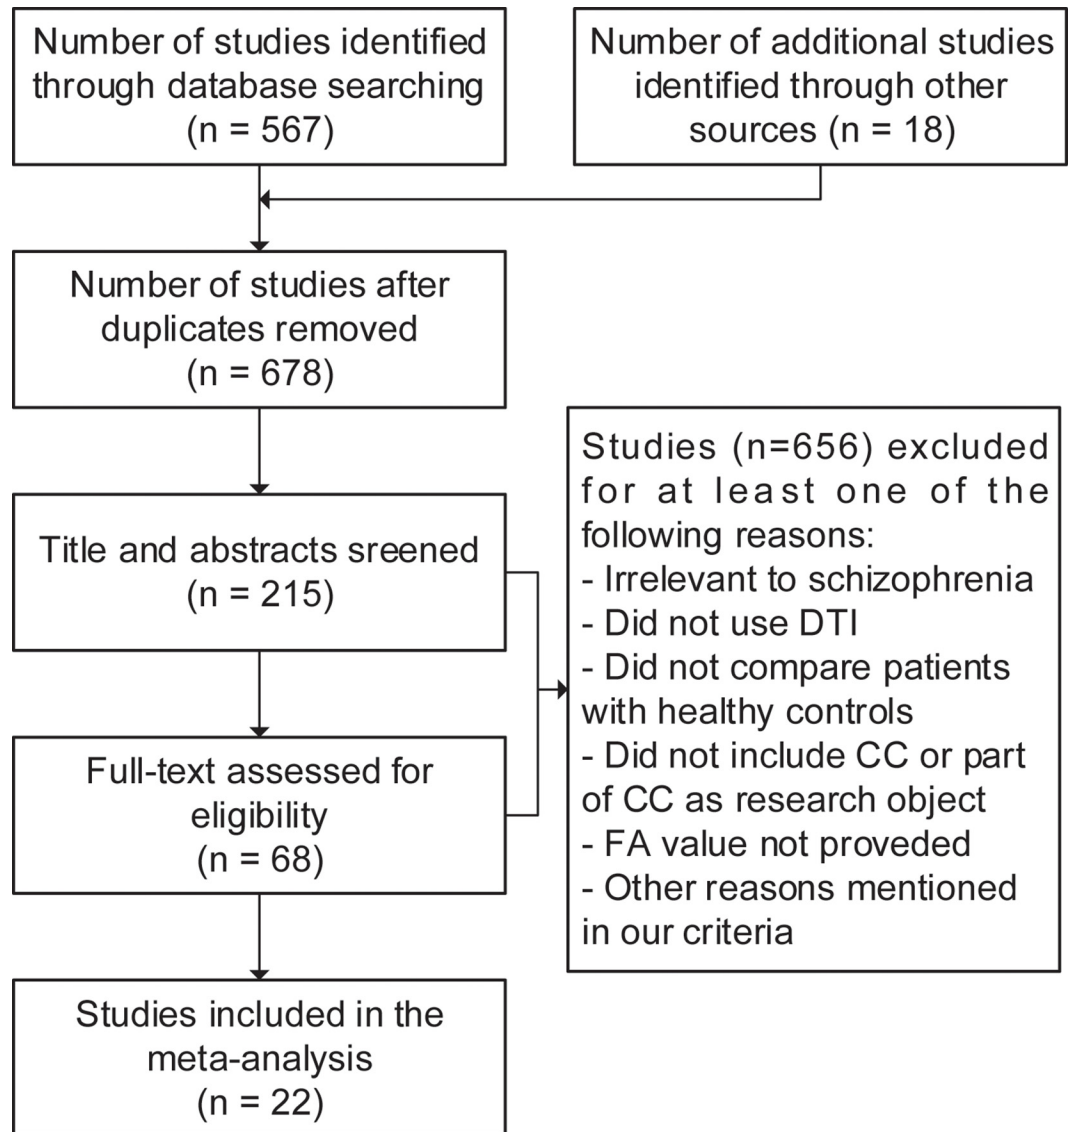 Number of studies identified
through database searching
(n = 567)
Number of additional studies
identified through other
sources (n = 18)
Number of studies after
duplicates removed
(n = 678)
Title and abstracts sreened
(n = 215)
Full-text assessed for
eligibility
(n = 68)
Studies (n=656) excluded
for at least one of the
following reasons:
- Irrelevant to schizophrenia
- Did not use DTI
- Did not compare patients
with healthy controls
- Did not include CC or part
of CC as research object
- FA value not proveded
- Other reasons mentioned
in our criteria
Studies included in the
meta-analysis
(n = 22)